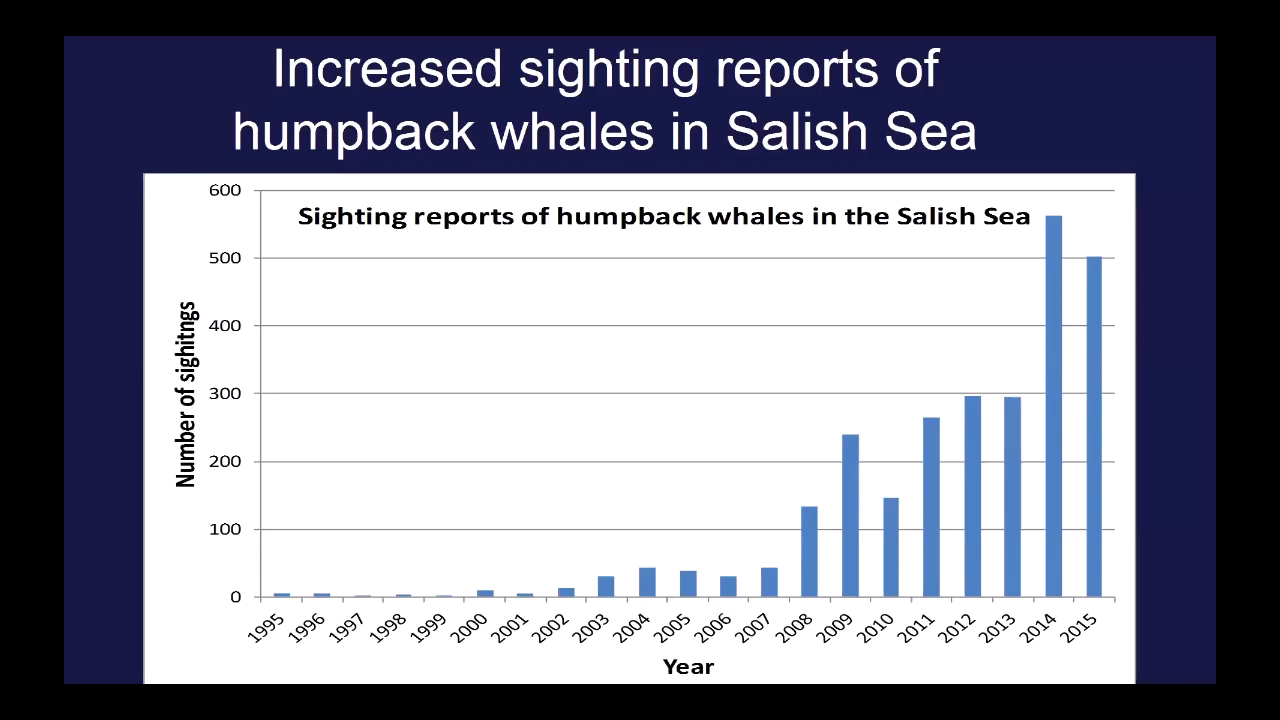 Increased sighting reports of
humpback whales in Salish Sea
Sighting reports of humpback whales in the Salish Sea
Number of sighitngs
600
500
400
300
200
100
0
1995 1996 1997 1998 1999 2000 2001 2002 2003 2004 2005 2006 2007 2008 2009 2010 2011 2012 2013 2014 2015
Year